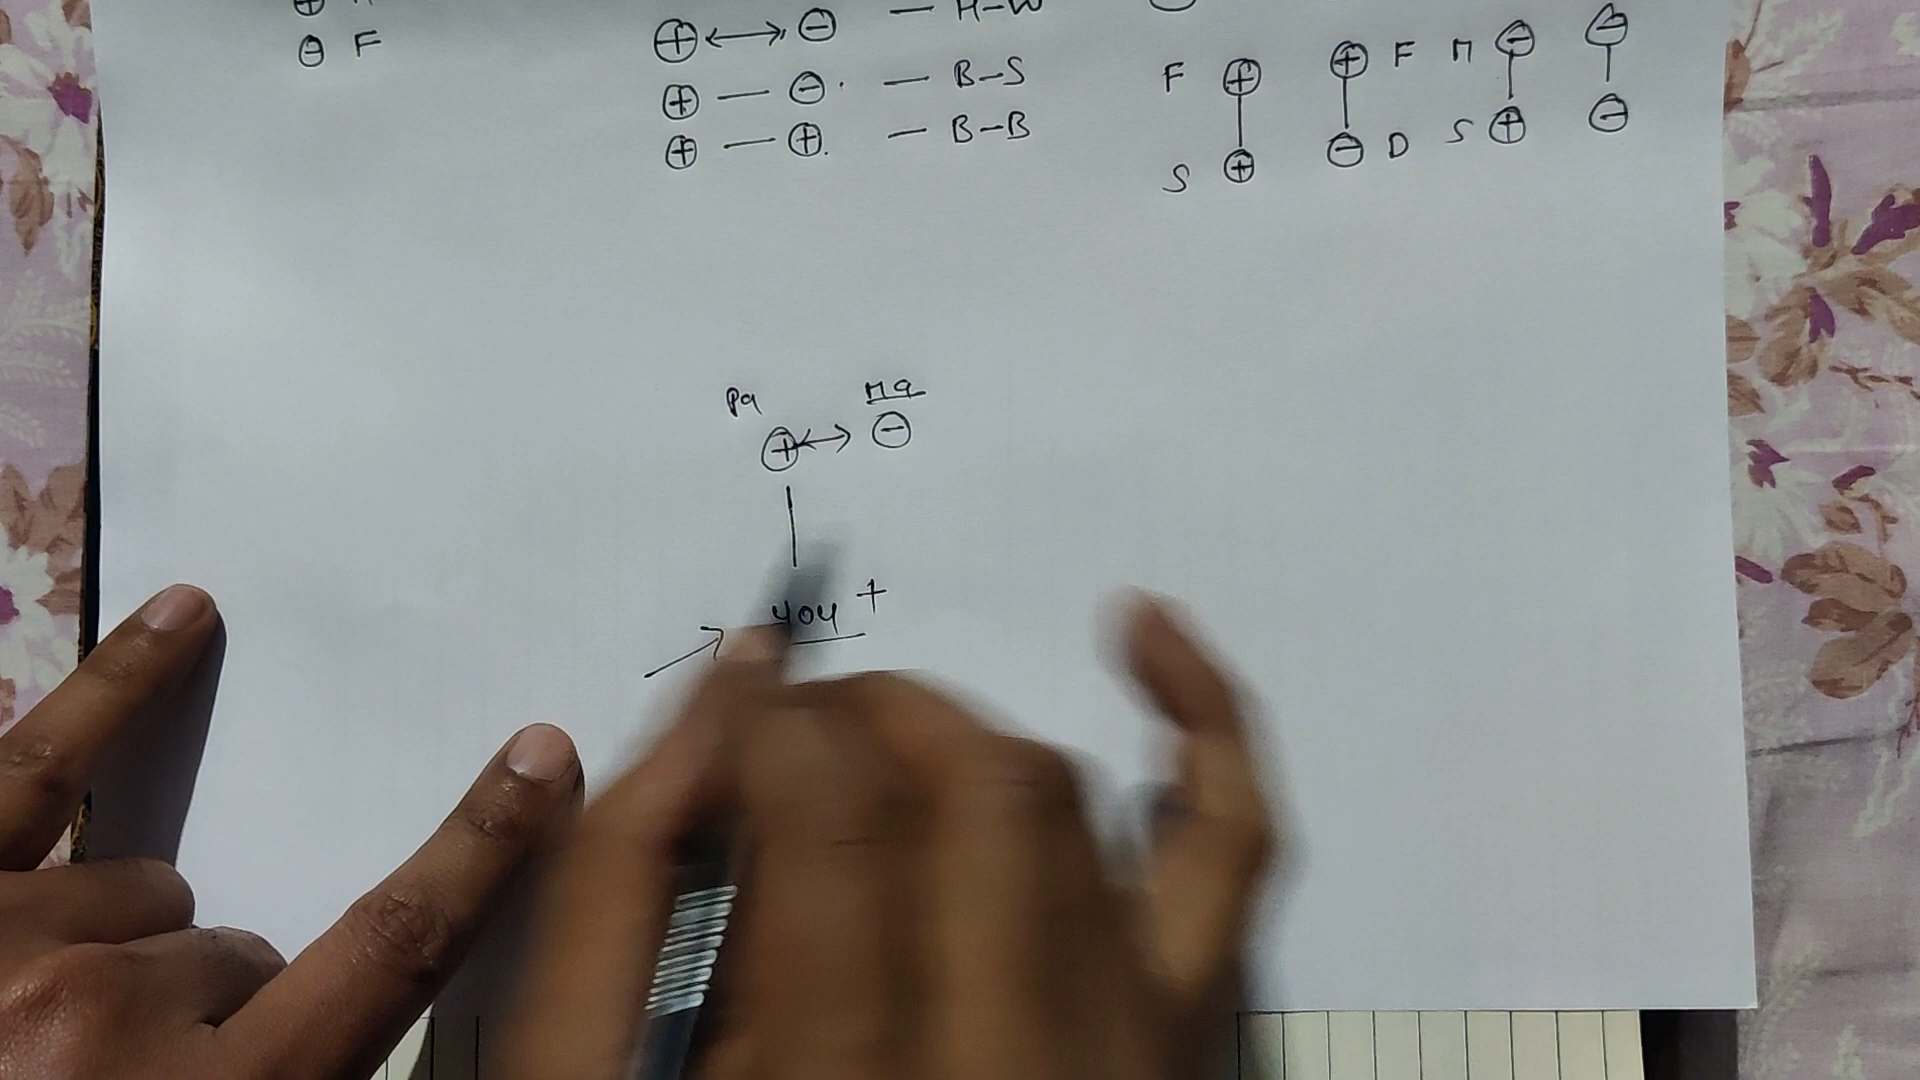 ⊖ F
⊕ ↔ ⊖ — H-W
⊕ — ⊖ — B-S
⊕ — ⊕ — B-B
F ⊕ ⊕ F M ⊖ ⊖
S ⊕ ⊖ D S ⊕ ⊖
Pa Ma
⊕ ↔ ⊖
you +